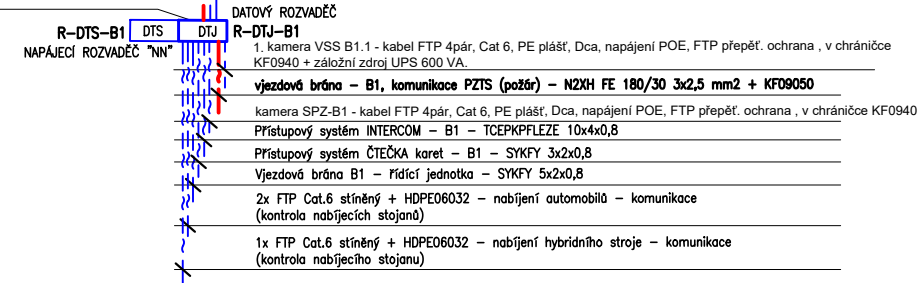 DATOVÝ ROZVADĚČ
R-DTS-B1 DTS DTJ R-DTJ-B1
NAPÁJECÍ ROZVADĚČ "NN"
1. kamera VSS B1.1 - kabel FTP 4pár, Cat 6, PE plášť, Dca, napájení POE, FTP přepěť. ochrana , v chráničce
KF0940 + záložní zdroj UPS 600 VA.
vjezdová brána – B1, komunikace PZTS (požár) – N2XH FE 180/30 3x2,5 mm2 + KF09050
kamera SPZ-B1 - kabel FTP 4pár, Cat 6, PE plášť, Dca, napájení POE, FTP přepěť. ochrana , v chráničce KF0940
Přístupový systém INTERCOM – B1 – TCEPKPFLEZE 10x4x0,8
Přístupový systém ČTEČKA karet – B1 – SYKFY 3x2x0,8
Vjezdová brána B1 – řídící jednotka – SYKFY 5x2x0,8
2x FTP Cat.6 stíněný + HDPE06032 – nabíjení automobilů – komunikace
(kontrola nabíjecích stojanů)
1x FTP Cat.6 stíněný + HDPE06032 – nabíjení hybridního stroje – komunikace
(kontrola nabíjecího stojanu)